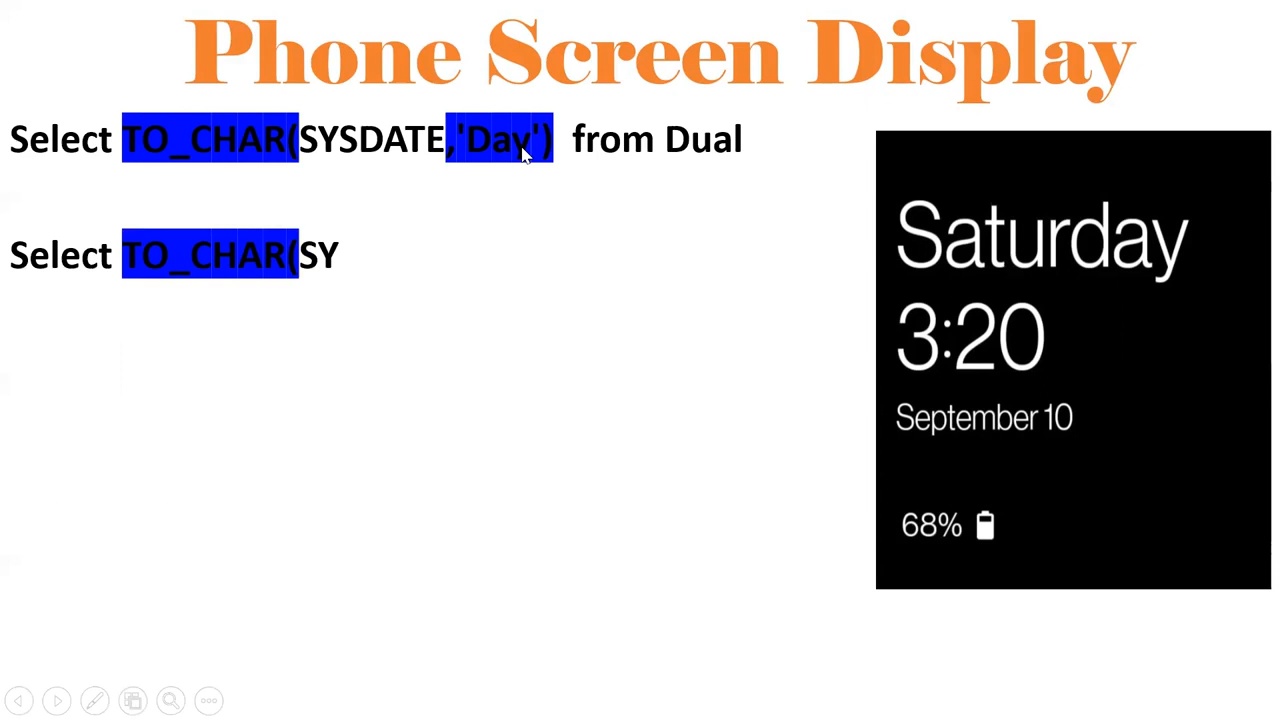 Phone Screen Display
Select TO_CHAR(SYSDATE,'Day')  from Dual
Select TO_CHAR(SY
Saturday
3:20
September 10
68%